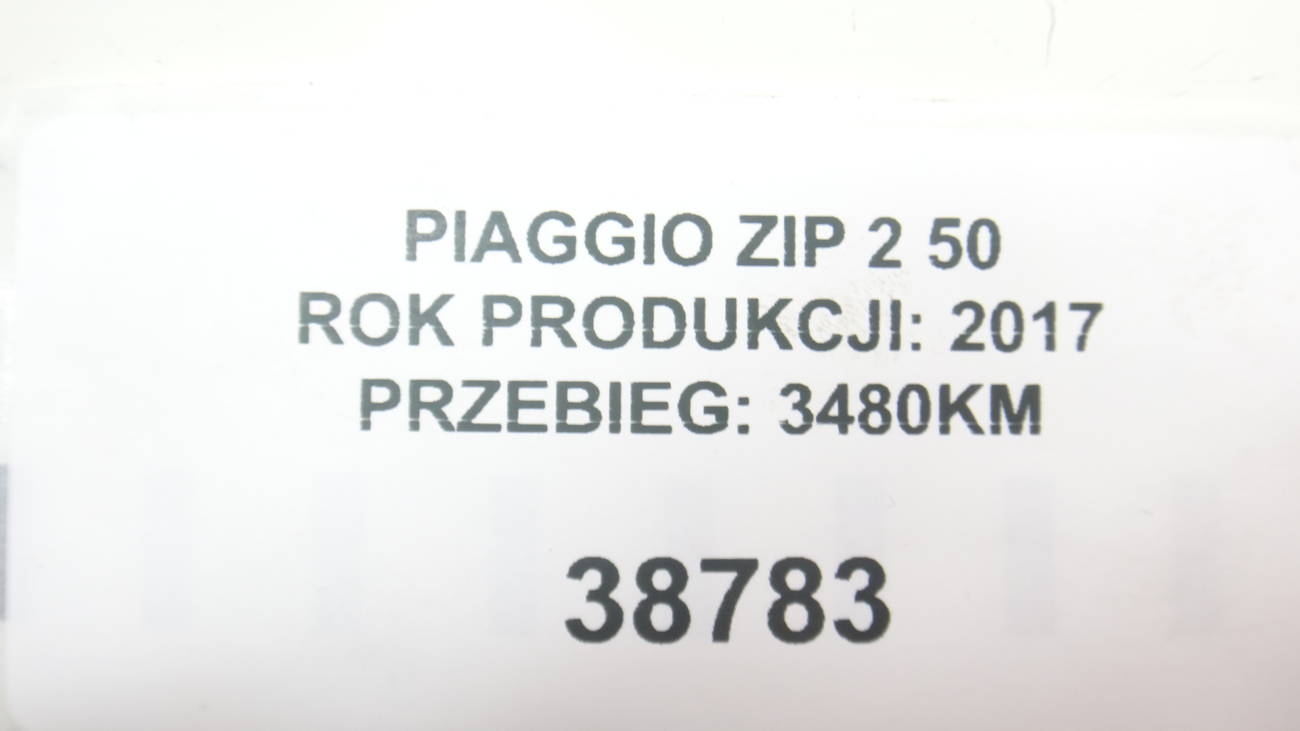 PIAGGIO ZIP 2 50
ROK PRODUKCJI: 2017
PRZEBIEG: 3480KM
38783